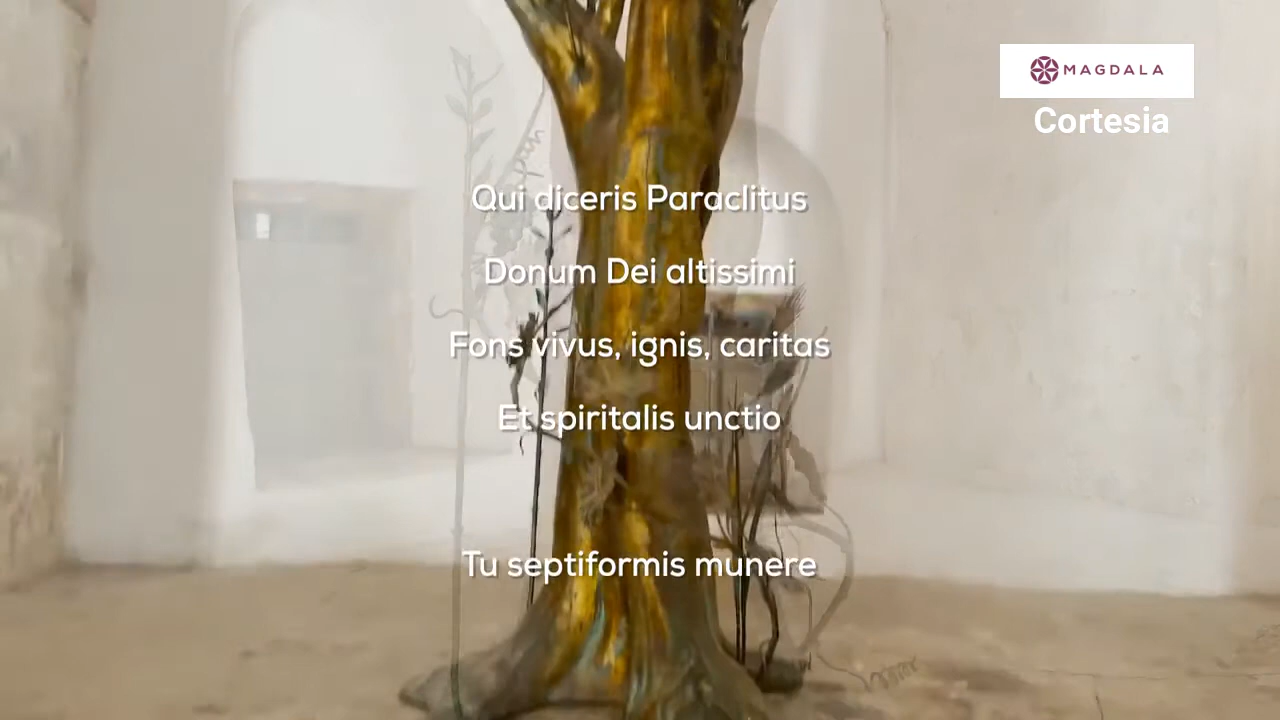 MAGDALA
Cortesia
Qui diceris Paraclitus
Donum Dei altissimi
Fons vivus, ignis, caritas
Et spiritalis unctio
Tu septiformis munere